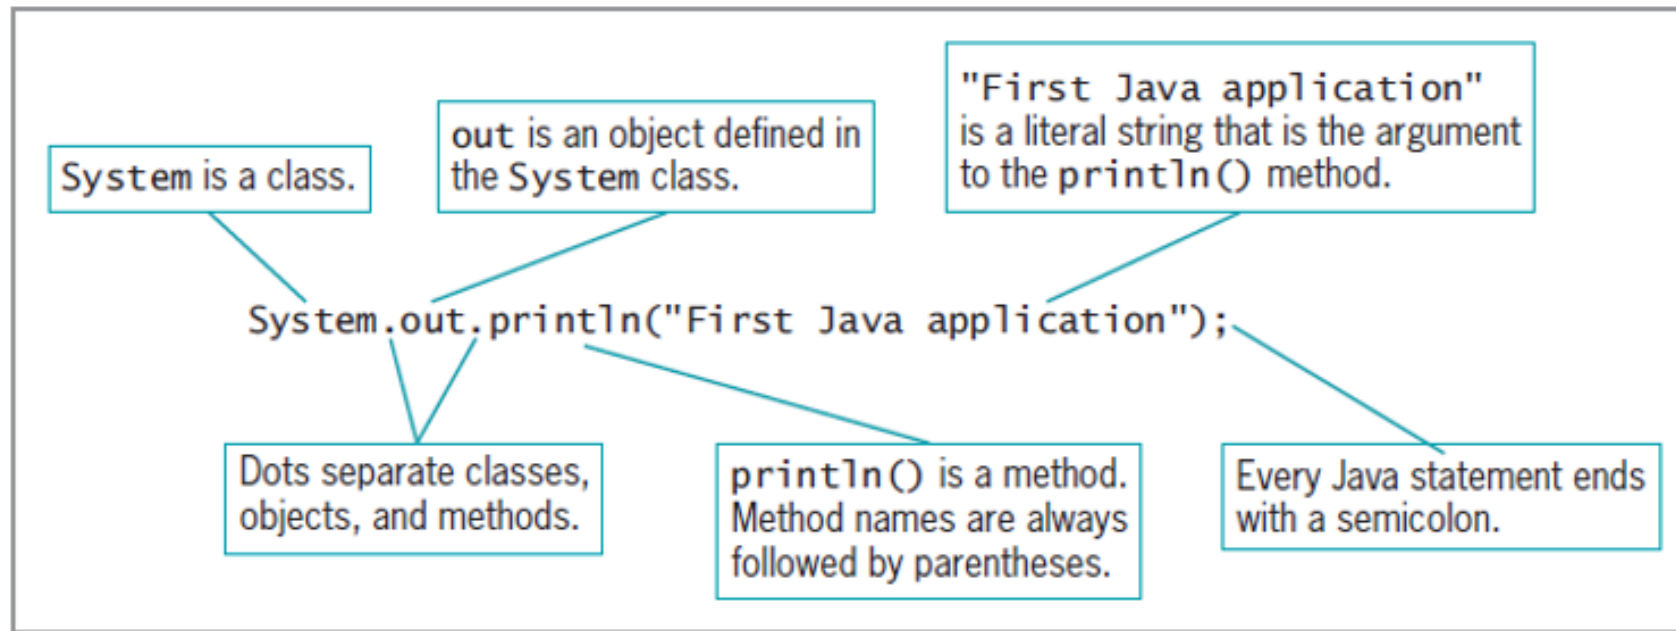 "First Java application"
is a literal string that is the argument
to the println() method.
out is an object defined in
the System class.
System is a class.
System.out.println("First Java application");
Dots separate classes,
objects, and methods.
println() is a method.
Method names are always
followed by parentheses.
Every Java statement ends
with a semicolon.